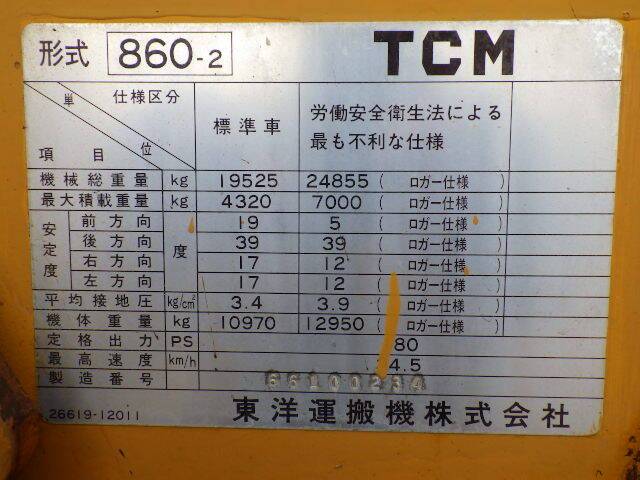 形式 860-2 TCM
単位 仕様区分
項目
標準車
労働安全衛生法による
最も不利な仕様
機械総重量 kg 19525 24855 ( ロガー仕様 )
最大積載重量 kg 4320 7000 ( ロガー仕様 )
安定度 度
前方向 19 5 ( ロガー仕様 )
後方向 39 39 ( ロガー仕様 )
右方向 17 12 ( ロガー仕様 )
左方向 17 12 ( ロガー仕様 )
平均接地圧 kg/cm² 3.4 3.9 ( ロガー仕様 )
機体重量 kg 10970 12950 ( ロガー仕様 )
定格出力 PS 80
最高速度 km/h 4.5
製造番号 66100234
26619-12011 東洋運搬機株式会社